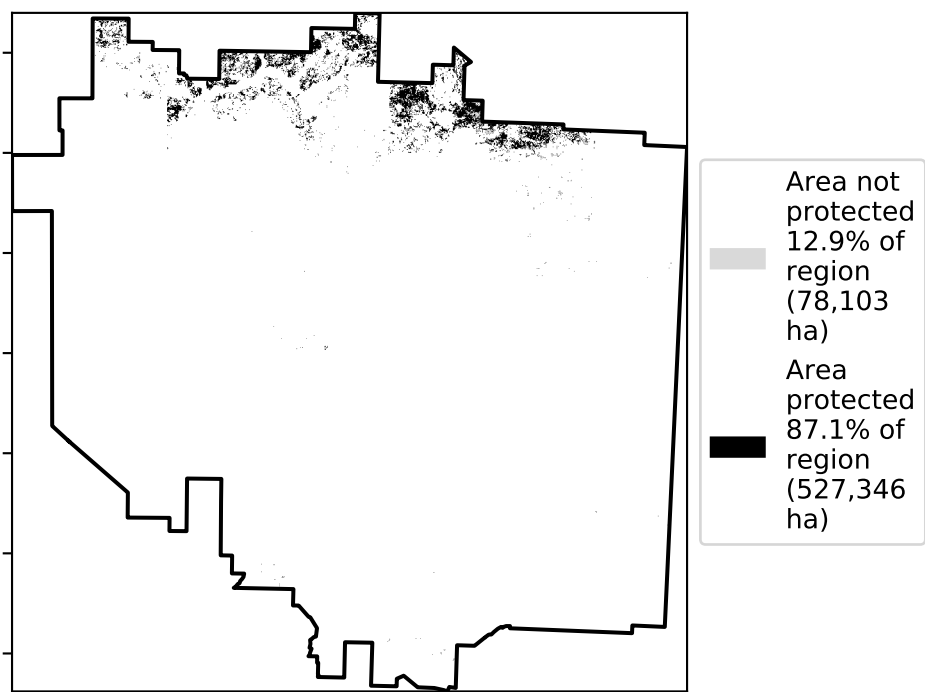 Area not
protected
12.9% of
region
(78,103
ha)
Area
protected
87.1% of
region
(527,346
ha)